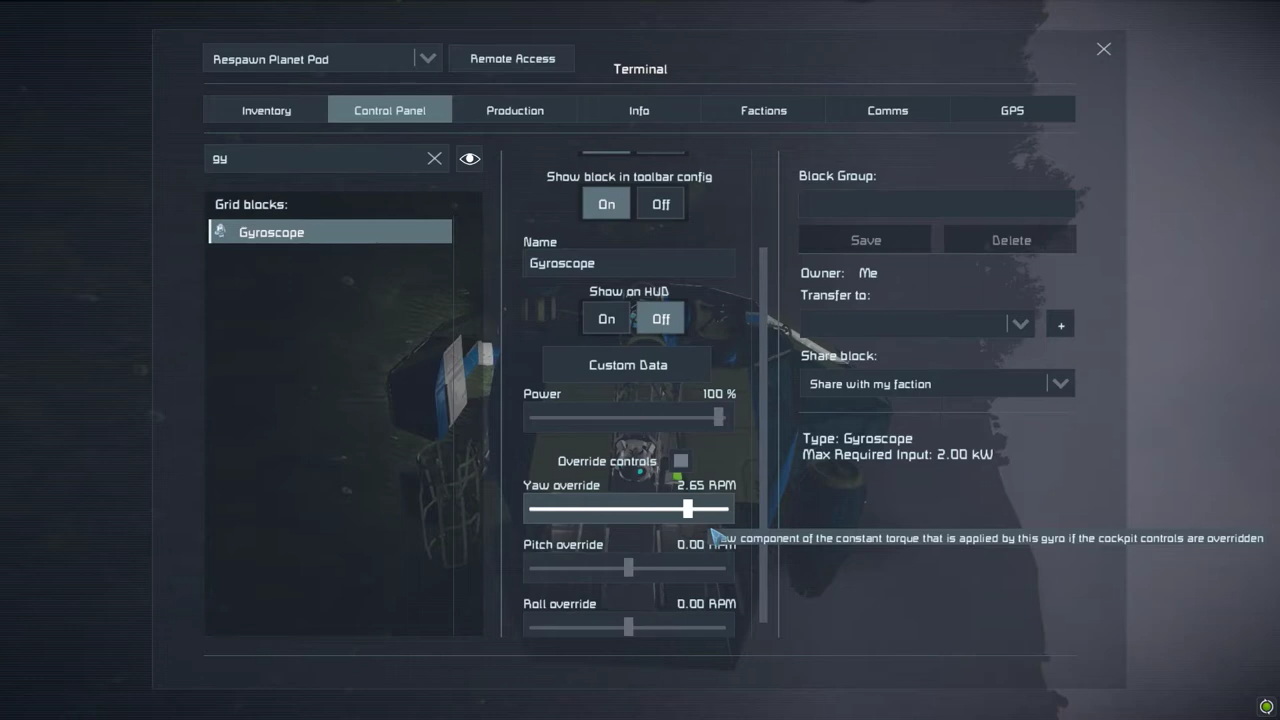 Respawn Planet Pod
Remote Access
Terminal
Inventory
Control Panel
Production
Info
Factions
Comms
GPS
gy
Grid blocks:
Gyroscope
Show block in toolbar config
On
Off
Name
Gyroscope
Show on HUD
On
Off
Custom Data
Power
100 %
Override controls
Yaw override
2.65 RPM
Pitch override
0.00 RPM
Roll override
0.00 RPM
component of the constant torque that is applied by this gyro if the cockpit controls are overridden
Block Group:
Save
Delete
Owner: Me
Transfer to:
+
Share block:
Share with my faction
Type: Gyroscope
Max Required Input: 2.00 kW